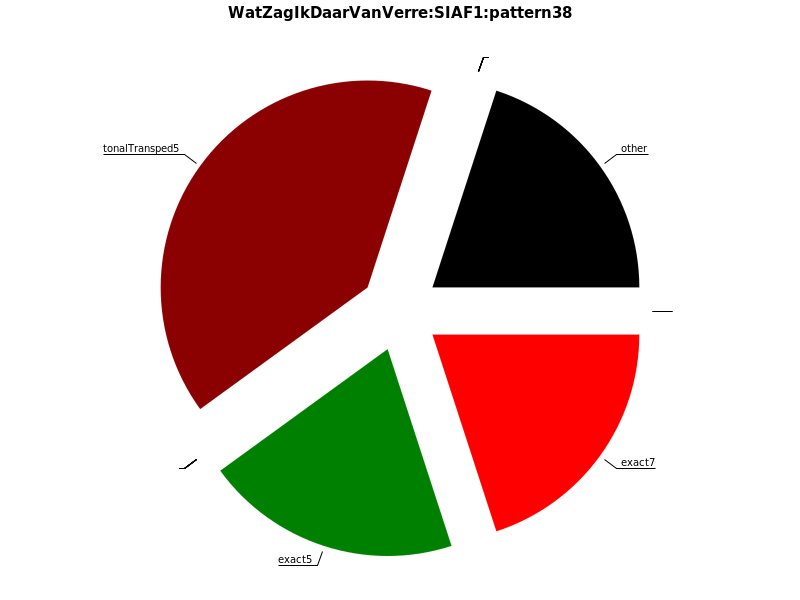 WatZagIkDaarVanVerre:SIAF1:pattern38
tonalTransped5
other
exact7
exact5